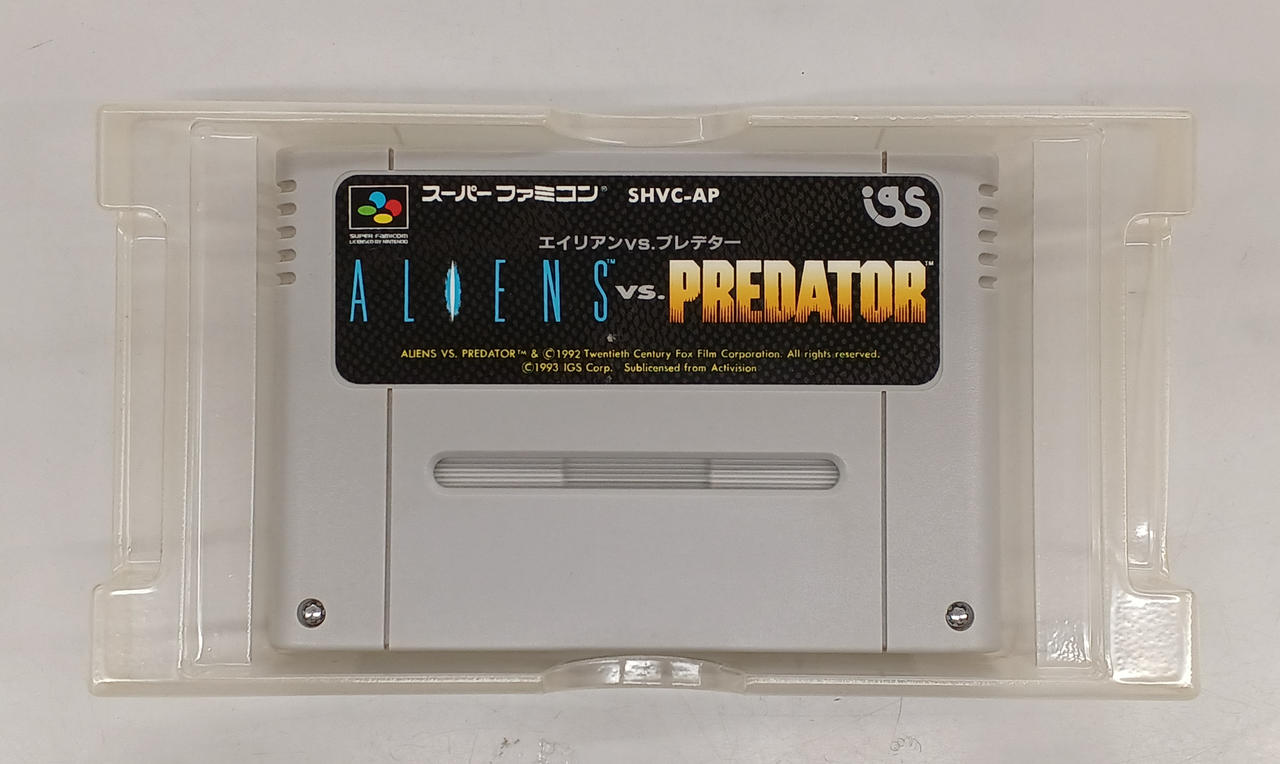 スーパーファミコン® SHVC-AP
igs
SUPER FAMICOM
LICENSED BY NINTENDO
エイリアンvs.プレデター
ALIENS™ vs. PREDATOR™
ALIENS VS. PREDATOR™ & Ⓒ1992 Twentieth Century Fox Film Corporation. All rights reserved.
Ⓒ1993 IGS Corp. Sublicensed from Activision